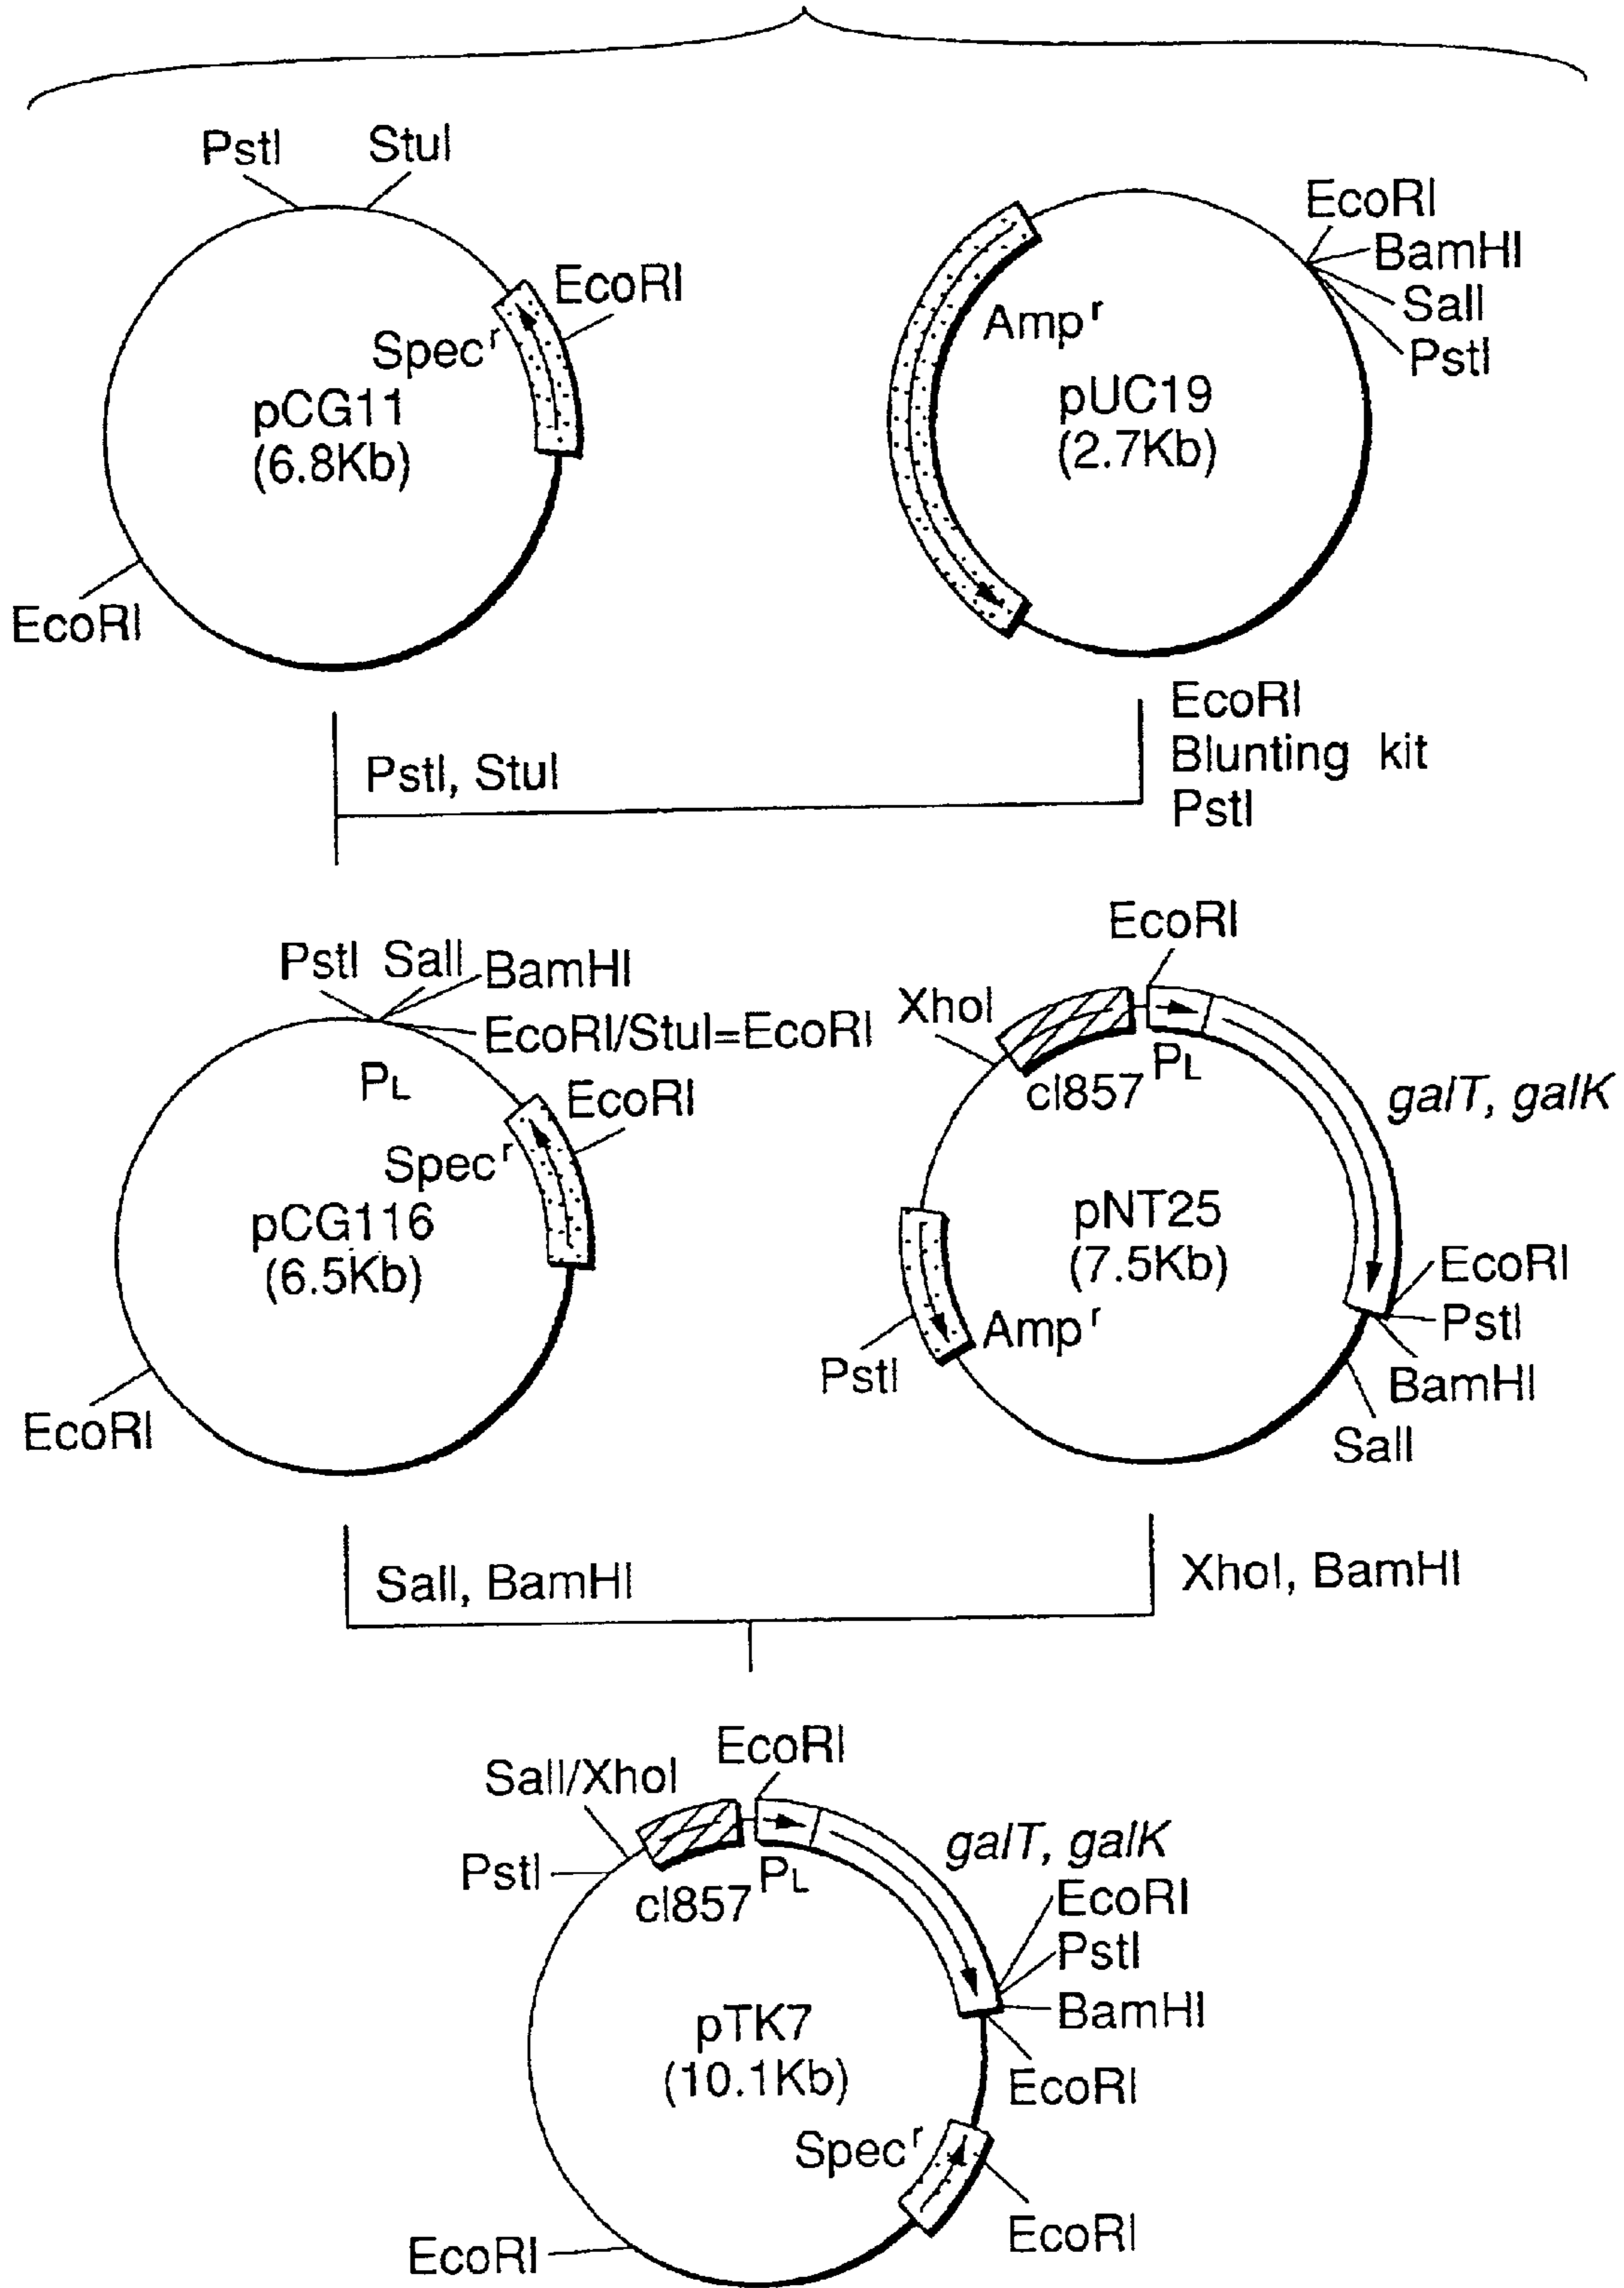 PstI
StuI
EcoRI
Spec^r
pCG11
(6.8Kb)
EcoRI
EcoRI
BamHI
SalI
PstI
Amp^r
pUC19
(2.7Kb)
PstI, StuI
EcoRI
Blunting kit
PstI
PstI
SalI
BamHI
EcoRI/StuI=EcoRI
PL
EcoRI
Spec^r
pCG116
(6.5Kb)
EcoRI
EcoRI
XhoI
cI857
PL
galT, galK
pNT25
(7.5Kb)
EcoRI
PstI
BamHI
SalI
Amp^r
PstI
SalI, BamHI
XhoI, BamHI
EcoRI
SalI/XhoI
PstI
cI857
PL
galT, galK
EcoRI
PstI
BamHI
EcoRI
pTK7
(10.1Kb)
Spec^r
EcoRI
EcoRI